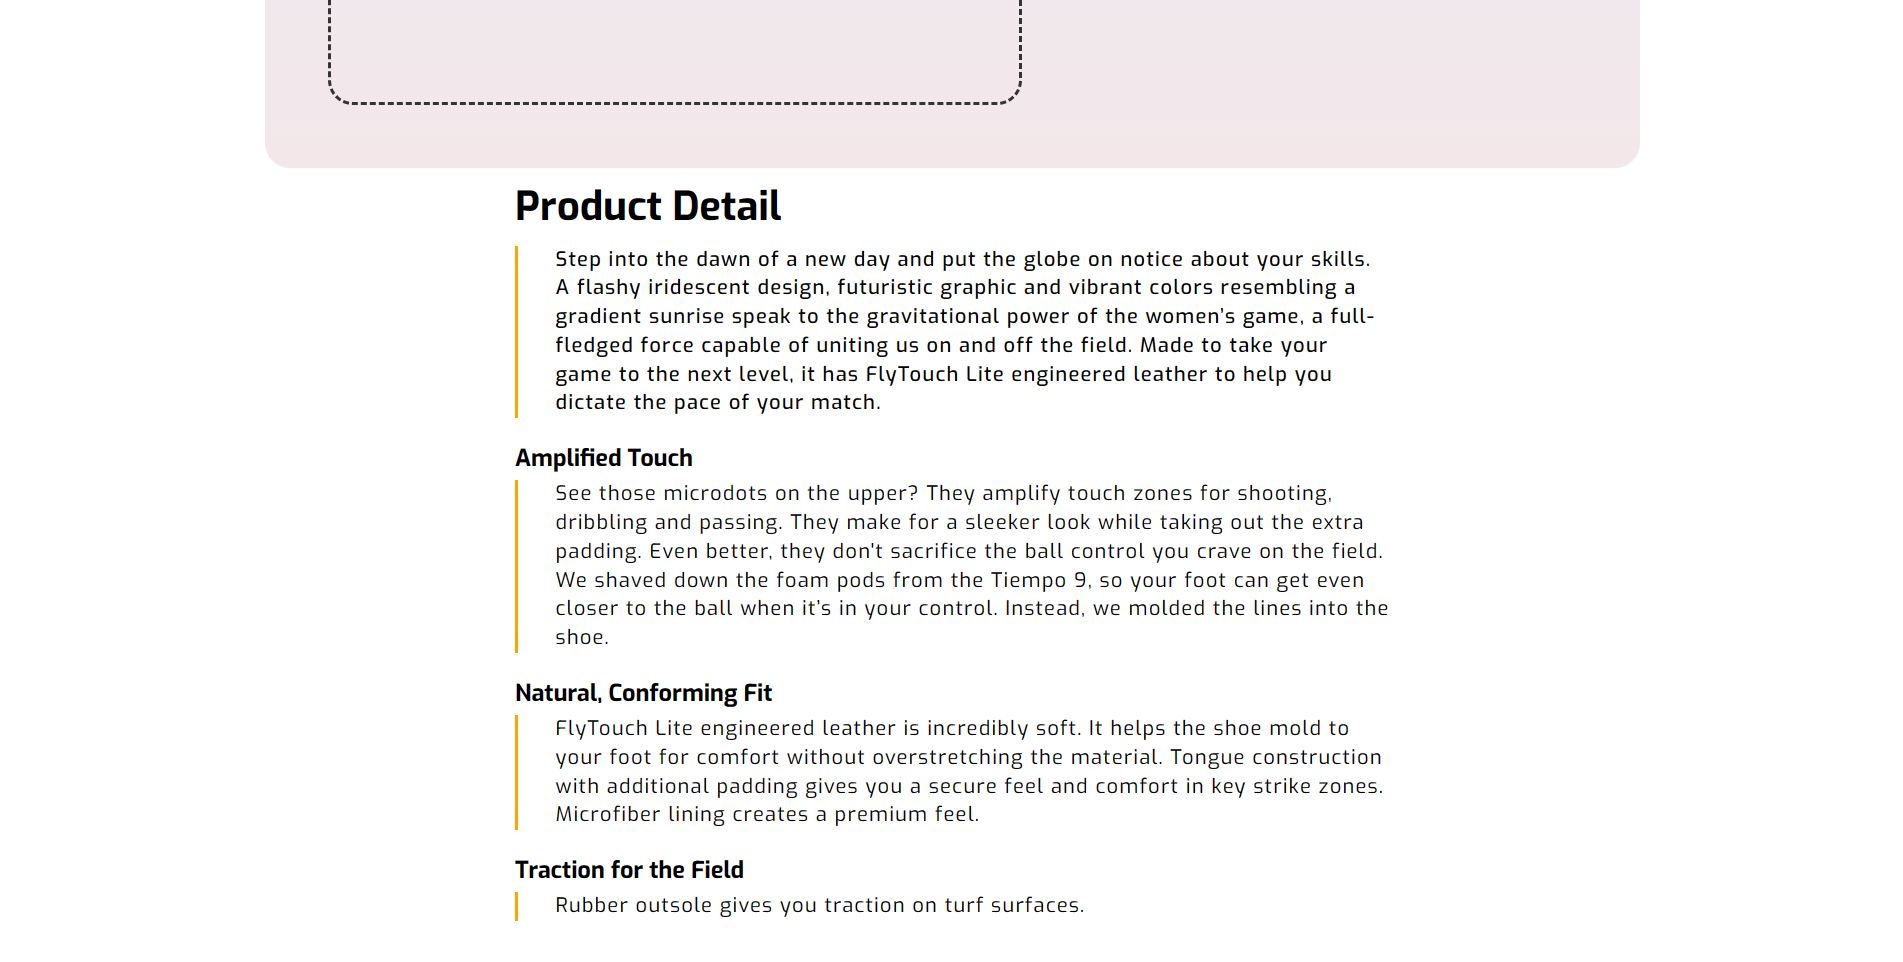 Product Detail
Step into the dawn of a new day and put the globe on notice about your skills.
A flashy iridescent design, futuristic graphic and vibrant colors resembling a
gradient sunrise speak to the gravitational power of the women's game, a full-
fledged force capable of uniting us on and off the field. Made to take your
game to the next level, it has FlyTouch Lite engineered leather to help you
dictate the pace of your match.
Amplified Touch
See those microdots on the upper? They amplify touch zones for shooting,
dribbling and passing. They make for a sleeker look while taking out the extra
padding. Even better, they don't sacrifice the ball control you crave on the field.
We shaved down the foam pods from the Tiempo 9, so your foot can get even
closer to the ball when it's in your control. Instead, we molded the lines into the
shoe.
Natural, Conforming Fit
FlyTouch Lite engineered leather is incredibly soft. It helps the shoe mold to
your foot for comfort without overstretching the material. Tongue construction
with additional padding gives you a secure feel and comfort in key strike zones.
Microfiber lining creates a premium feel.
Traction for the Field
Rubber outsole gives you traction on turf surfaces.